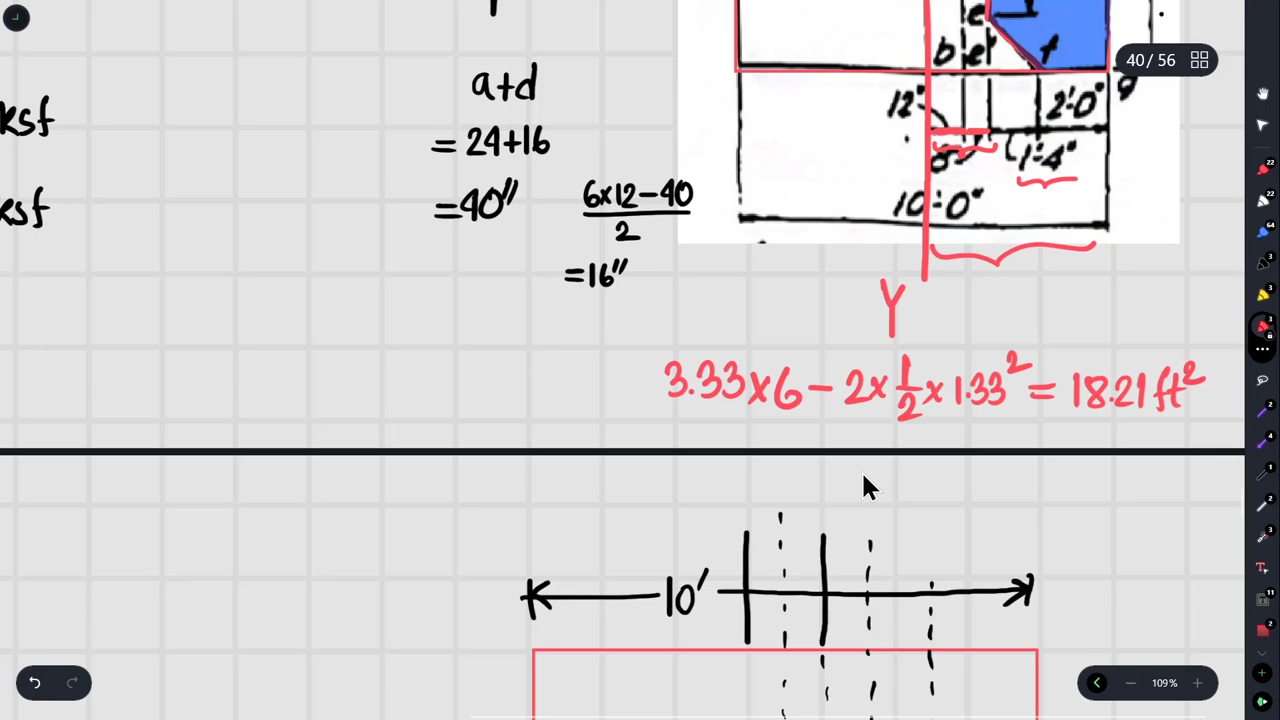 40 / 56
ksf
a+d
= 24+16
=40"
ksf
6x12-40
2
=16"
b
e
f
g
12"
2'-0"
1'-4"
10'-0"
Y
3.33x6 - 2x 1/2 x 1.33² = 18.21 ft²
10'
109%